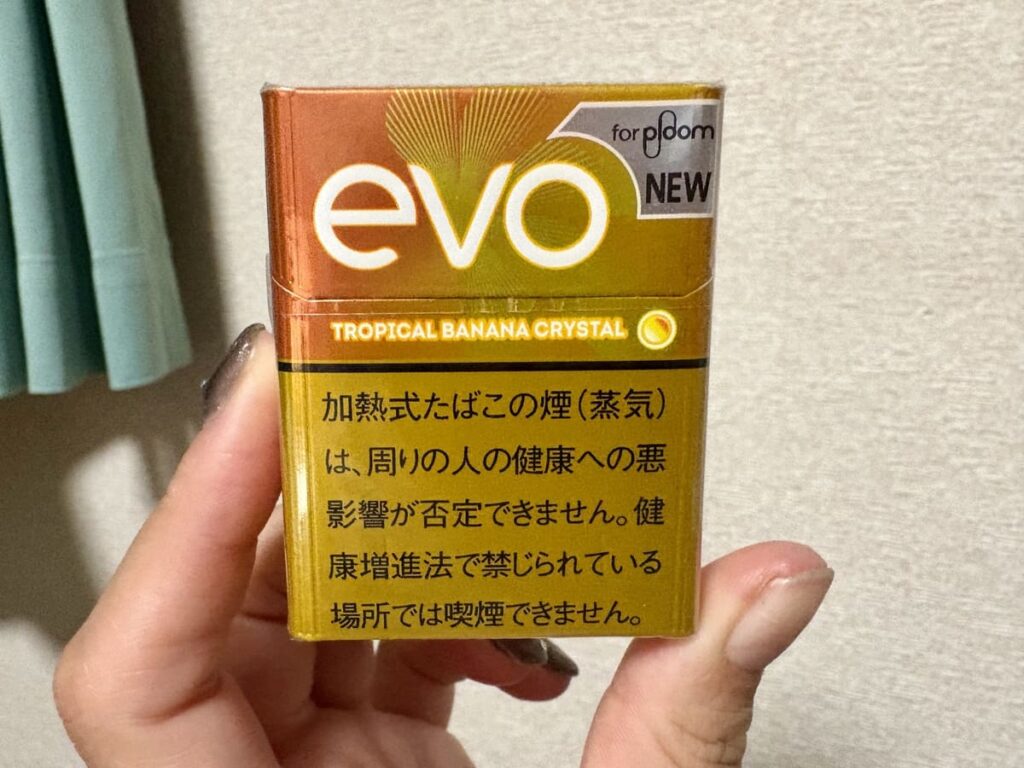 for ploom
NEW
evo
TROPICAL BANANA CRYSTAL
加熱式たばこの煙（蒸気）
は、周りの人の健康への悪
影響が否定できません。健
康増進法で禁じられている
場所では喫煙できません。